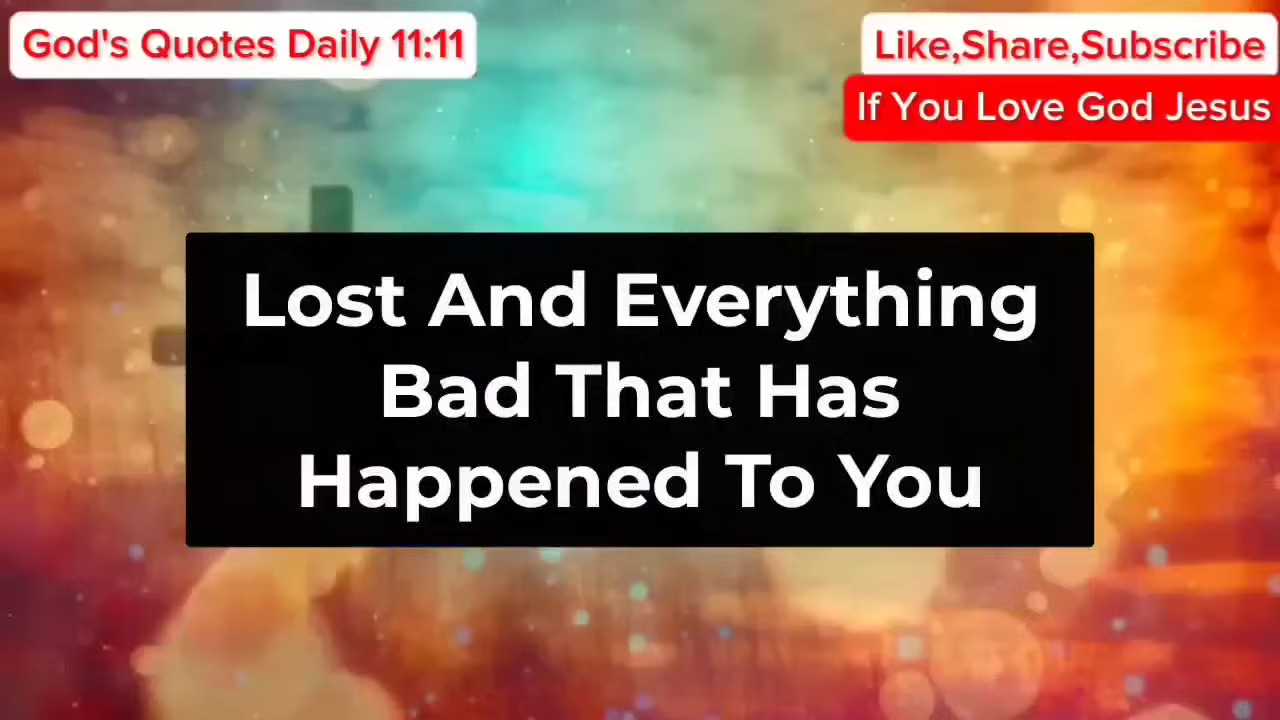 God's Quotes Daily 11:11
Like,Share,Subscribe
If You Love God Jesus
Lost And Everything
Bad That Has
Happened To You